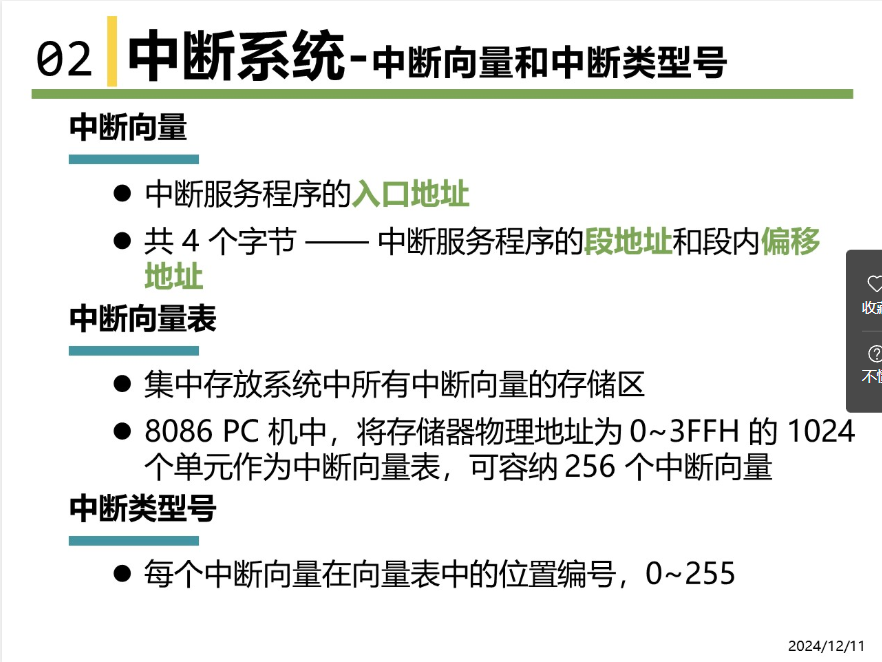 02 中断系统-中断向量和中断类型号
中断向量
● 中断服务程序的入口地址
● 共 4 个字节 —— 中断服务程序的段地址和段内偏移
地址
中断向量表
● 集中存放系统中所有中断向量的存储区
● 8086 PC 机中，将存储器物理地址为 0~3FFH 的 1024
个单元作为中断向量表，可容纳 256 个中断向量
中断类型号
● 每个中断向量在向量表中的位置编号，0~255
收
不
2024/12/11